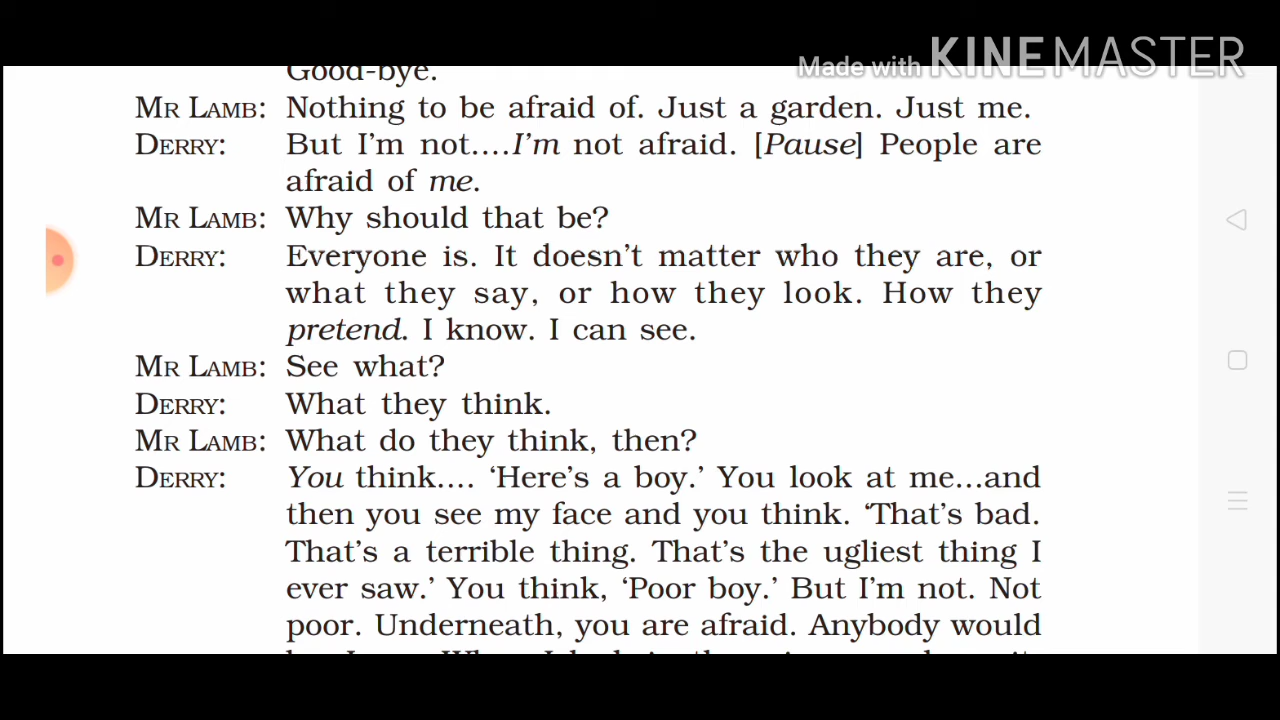 Made with KINEMASTER
Good-bye.
MR LAMB: Nothing to be afraid of. Just a garden. Just me.
DERRY: But I'm not....I'm not afraid. [Pause] People are
afraid of me.
MR LAMB: Why should that be?
DERRY: Everyone is. It doesn't matter who they are, or
what they say, or how they look. How they
pretend. I know. I can see.
MR LAMB: See what?
DERRY: What they think.
MR LAMB: What do they think, then?
DERRY: You think.... ‘Here's a boy.’ You look at me...and
then you see my face and you think. ‘That's bad.
That's a terrible thing. That's the ugliest thing I
ever saw.’ You think, ‘Poor boy.’ But I'm not. Not
poor. Underneath, you are afraid. Anybody would